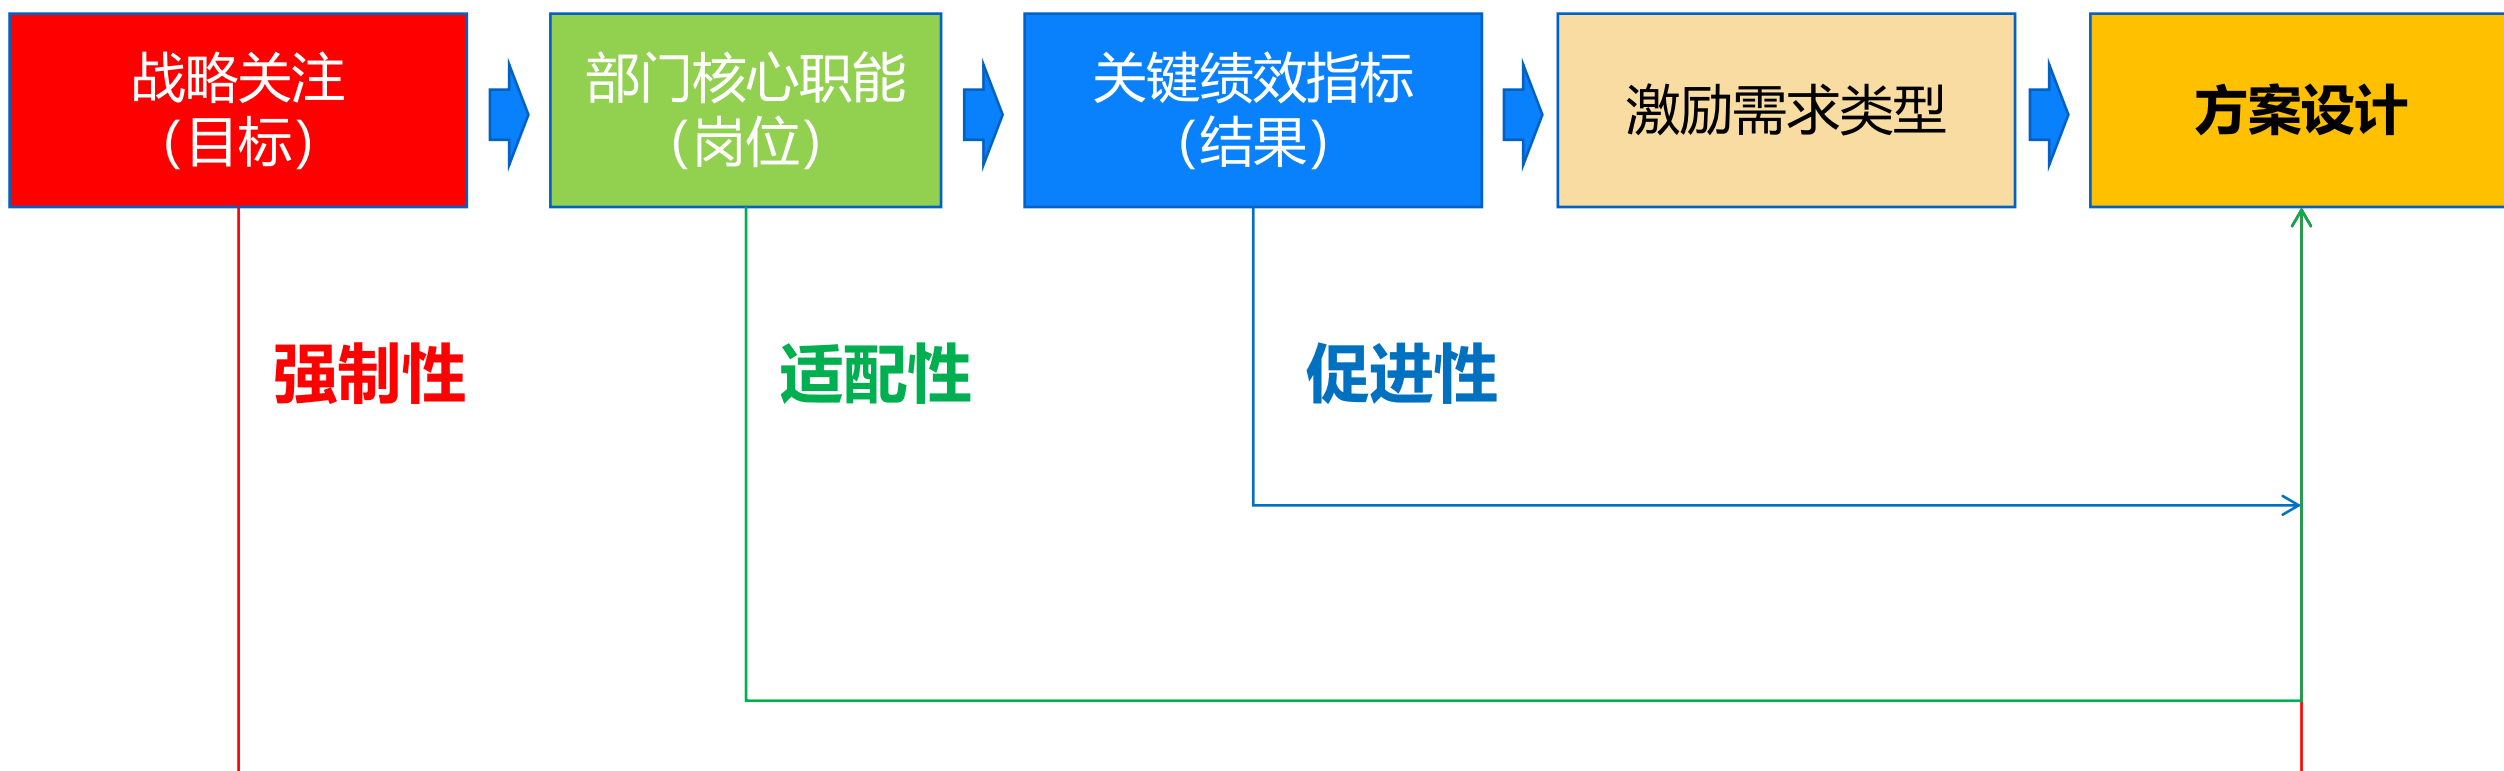 战略关注
（目标）
部门核心职能
（岗位）
关键绩效指标
（结果）
激励需求类型
方案设计
强制性
适配性
促进性